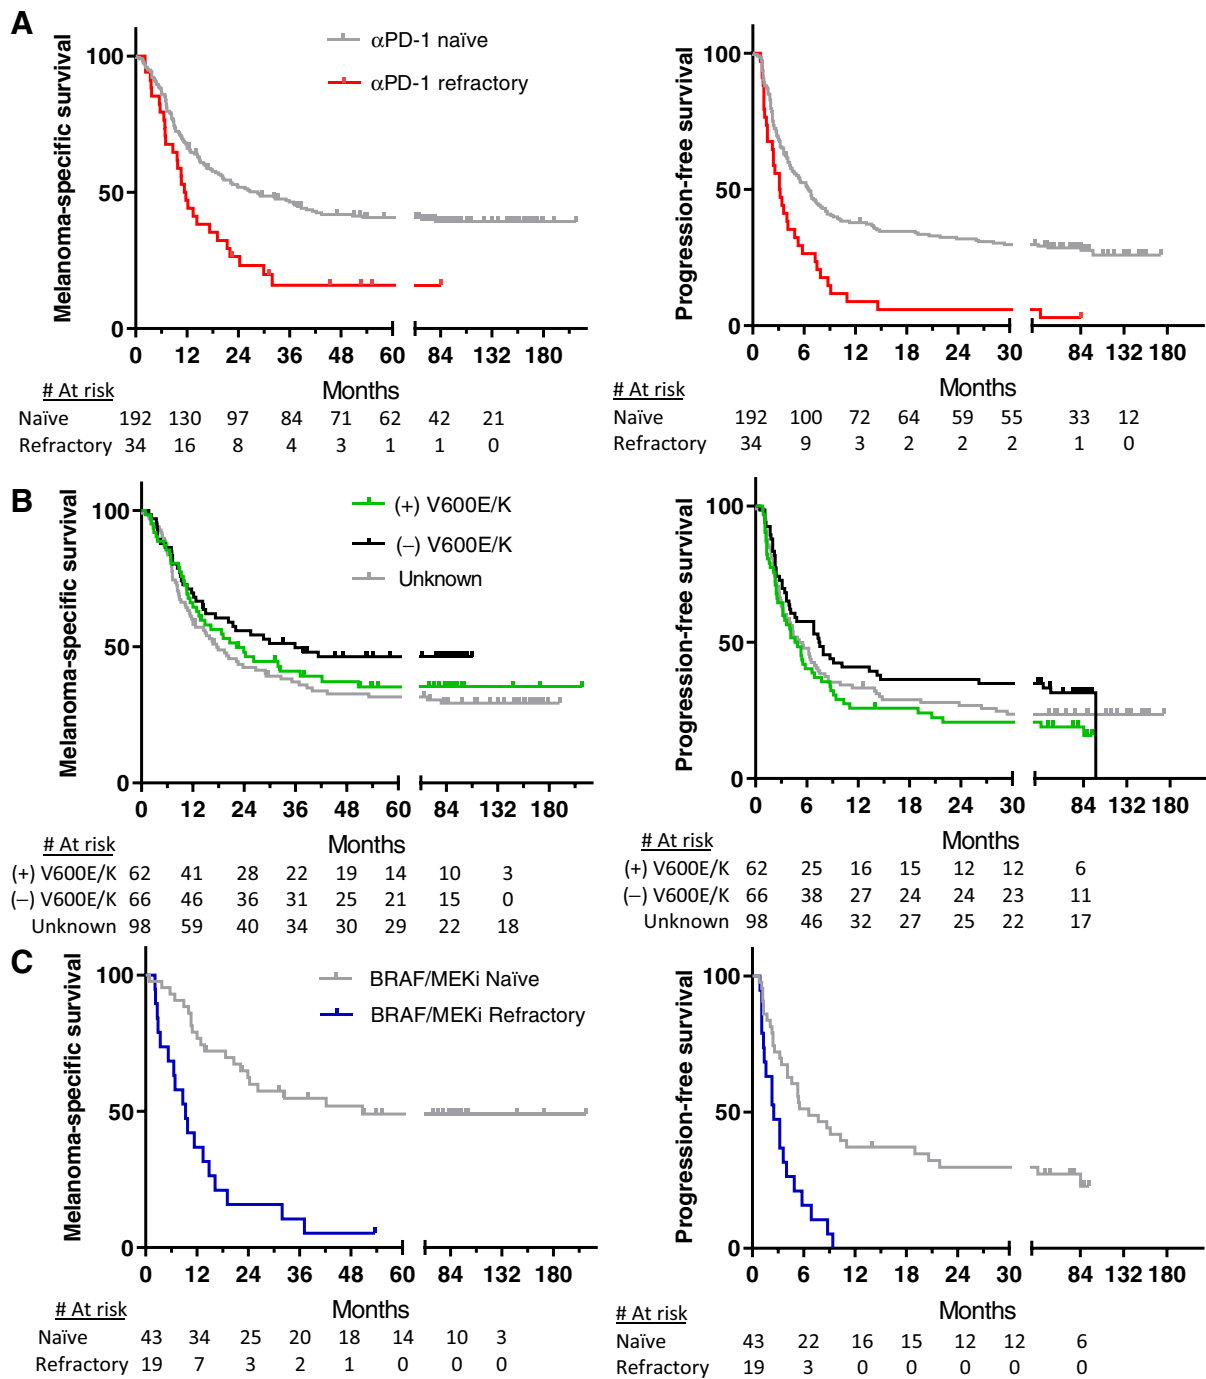 A
Melanoma-specific survival
100
50
0
αPD-1 naïve
αPD-1 refractory
0 12 24 36 48 60 84 132 180
Months
# At risk
Naïve 192 130 97 84 71 62 42 21
Refractory 34 16 8 4 3 1 1 0
Progression-free survival
100
50
0
0 6 12 18 24 30 84 132 180
Months
# At risk
Naïve 192 100 72 64 59 55 33 12
Refractory 34 9 3 2 2 2 1 0
B
Melanoma-specific survival
100
50
0
(+) V600E/K
(−) V600E/K
Unknown
0 12 24 36 48 60 84 132 180
Months
# At risk
(+) V600E/K 62 41 28 22 19 14 10 3
(−) V600E/K 66 46 36 31 25 21 15 0
Unknown 98 59 40 34 30 29 22 18
Progression-free survival
100
50
0
0 6 12 18 24 30 84 132 180
Months
# At risk
(+) V600E/K 62 25 16 15 12 12 6
(−) V600E/K 66 38 27 24 24 23 11
Unknown 98 46 32 27 25 22 17
C
Melanoma-specific survival
100
50
0
BRAF/MEKi Naïve
BRAF/MEKi Refractory
0 12 24 36 48 60 84 132 180
Months
# At risk
Naïve 43 34 25 20 18 14 10 3
Refractory 19 7 3 2 1 0 0 0
Progression-free survival
100
50
0
0 6 12 18 24 30 84 132 180
Months
# At risk
Naïve 43 22 16 15 12 12 6
Refractory 19 3 0 0 0 0 0